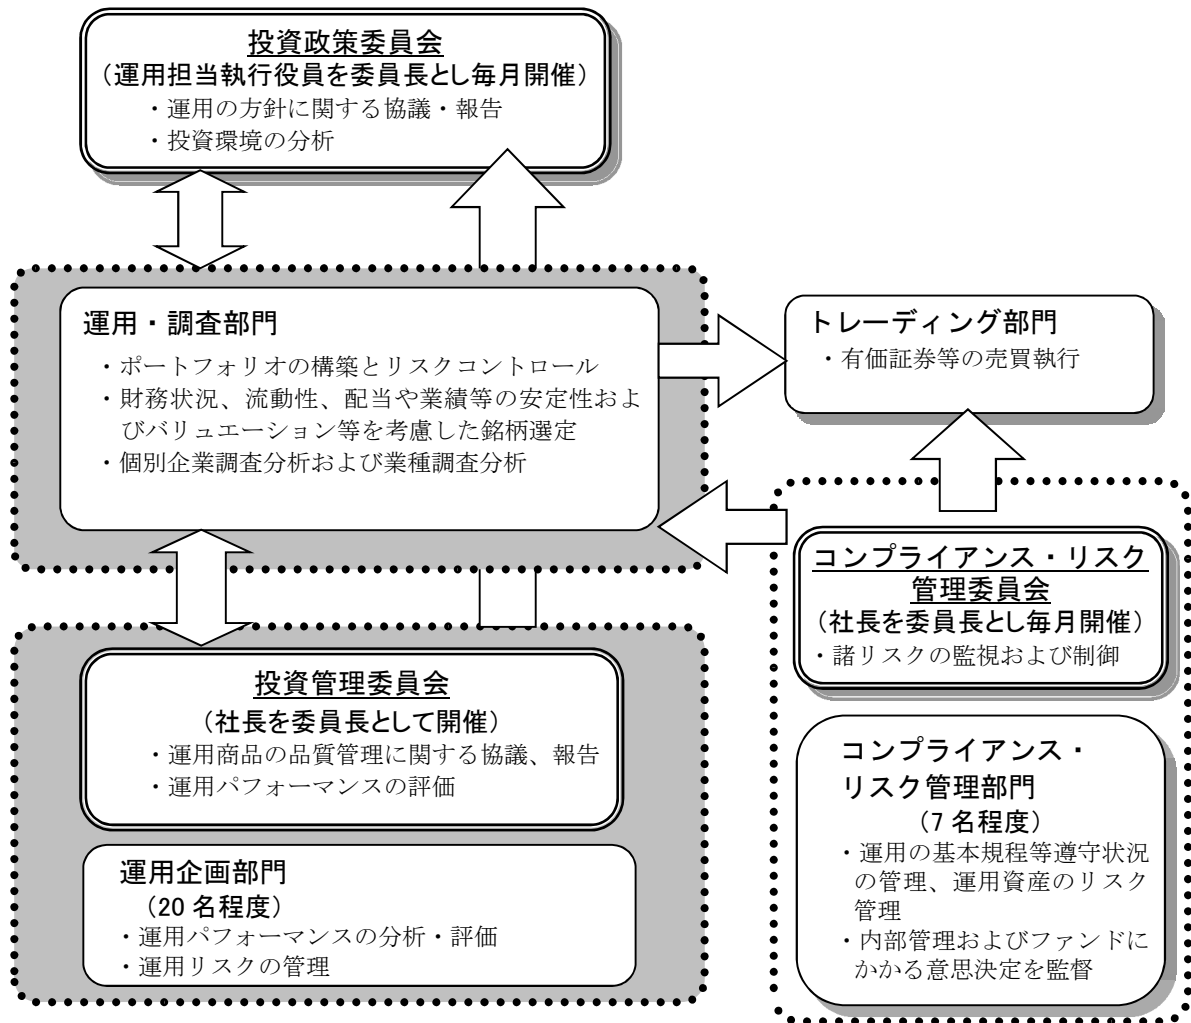 投資政策委員会
（運用担当執行役員を委員長とし毎月開催）
・運用の方針に関する協議・報告
・投資環境の分析
運用・調査部門
・ポートフォリオの構築とリスクコントロール
・財務状況、流動性、配当や業績等の安定性およ
びバリュエーション等を考慮した銘柄選定
・個別企業調査分析および業種調査分析
トレーディング部門
・有価証券等の売買執行
投資管理委員会
（社長を委員長として開催）
・運用商品の品質管理に関する協議、報告
・運用パフォーマンスの評価
運用企画部門
（20 名程度）
・運用パフォーマンスの分析・評価
・運用リスクの管理
コンプライアンス・リスク
管理委員会
（社長を委員長とし毎月開催）
・諸リスクの監視および制御
コンプライアンス・
リスク管理部門
（7 名程度）
・運用の基本規程等遵守状況
の管理、運用資産のリスク
管理
・内部管理およびファンドに
かかる意思決定を監督